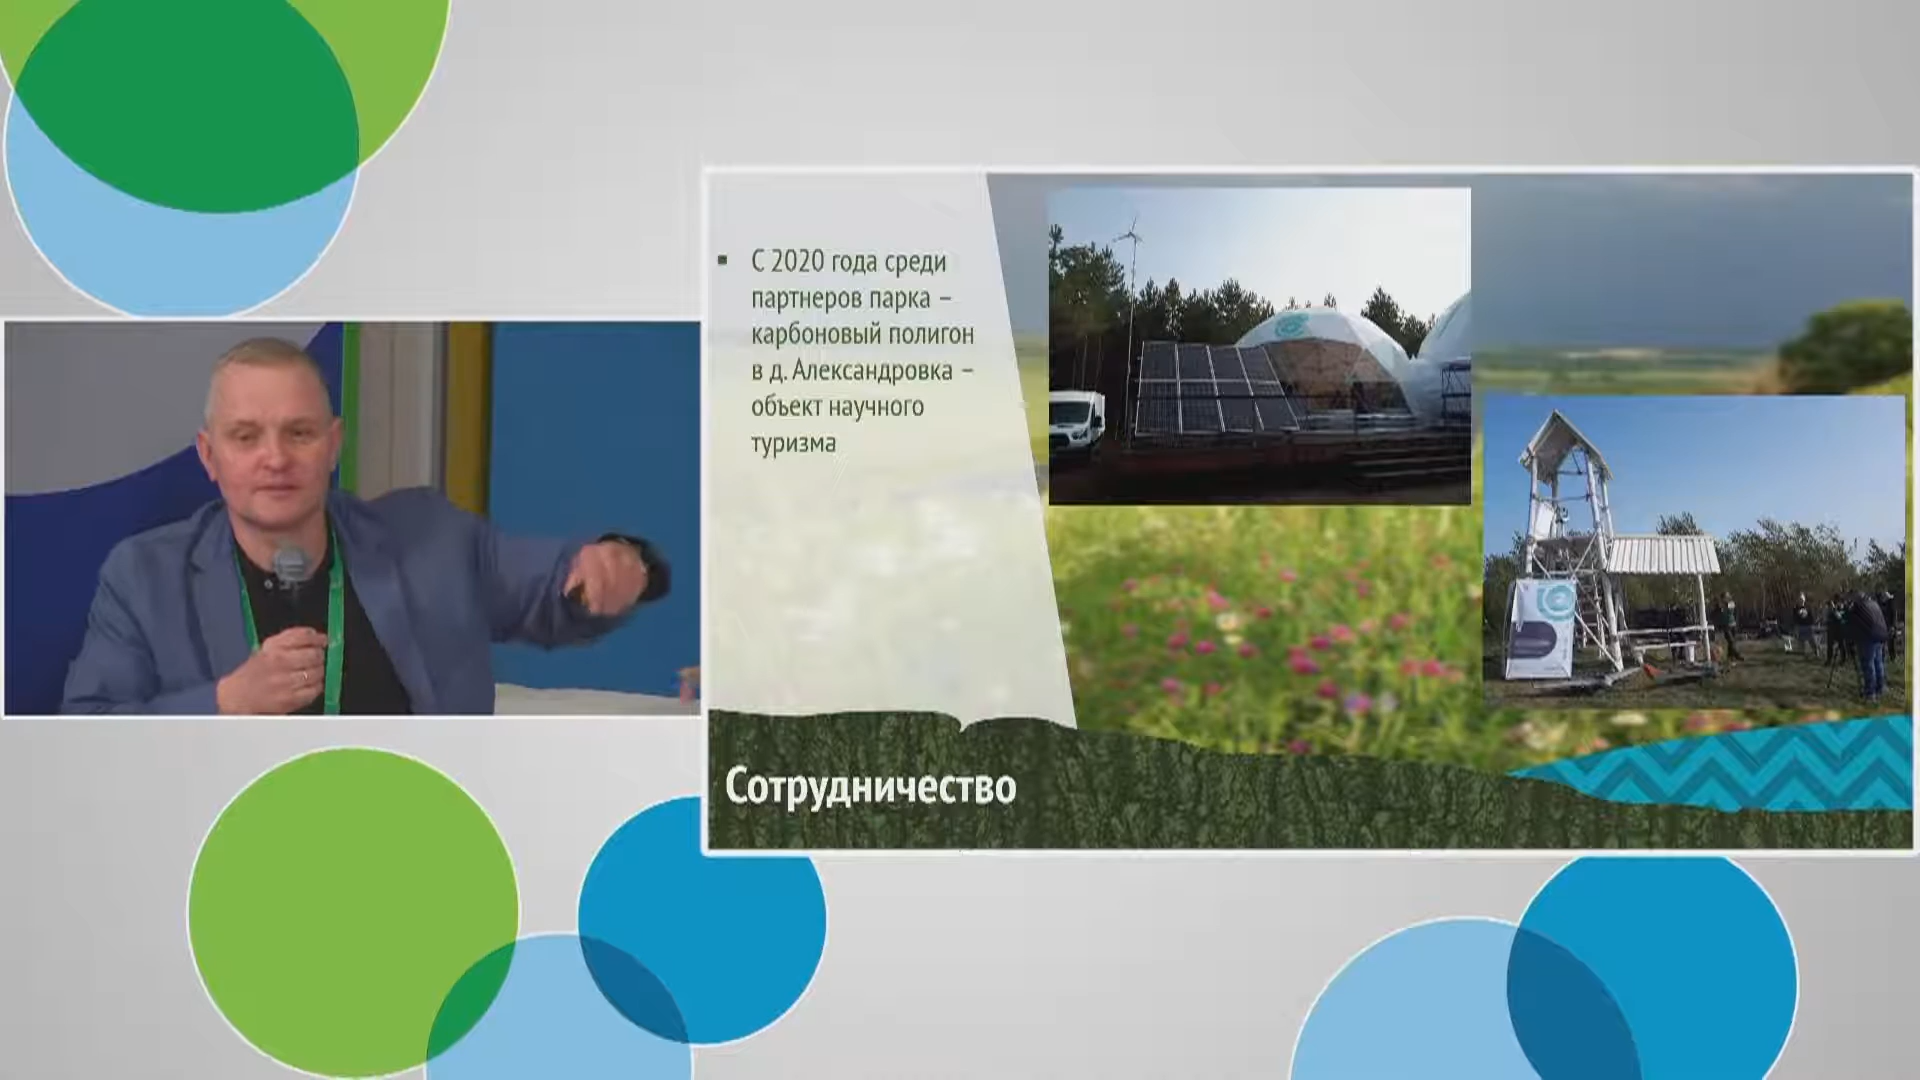 С 2020 года среди
партнеров парка –
карбоновый полигон
в д. Александровка –
объект научного
туризма
Сотрудничество